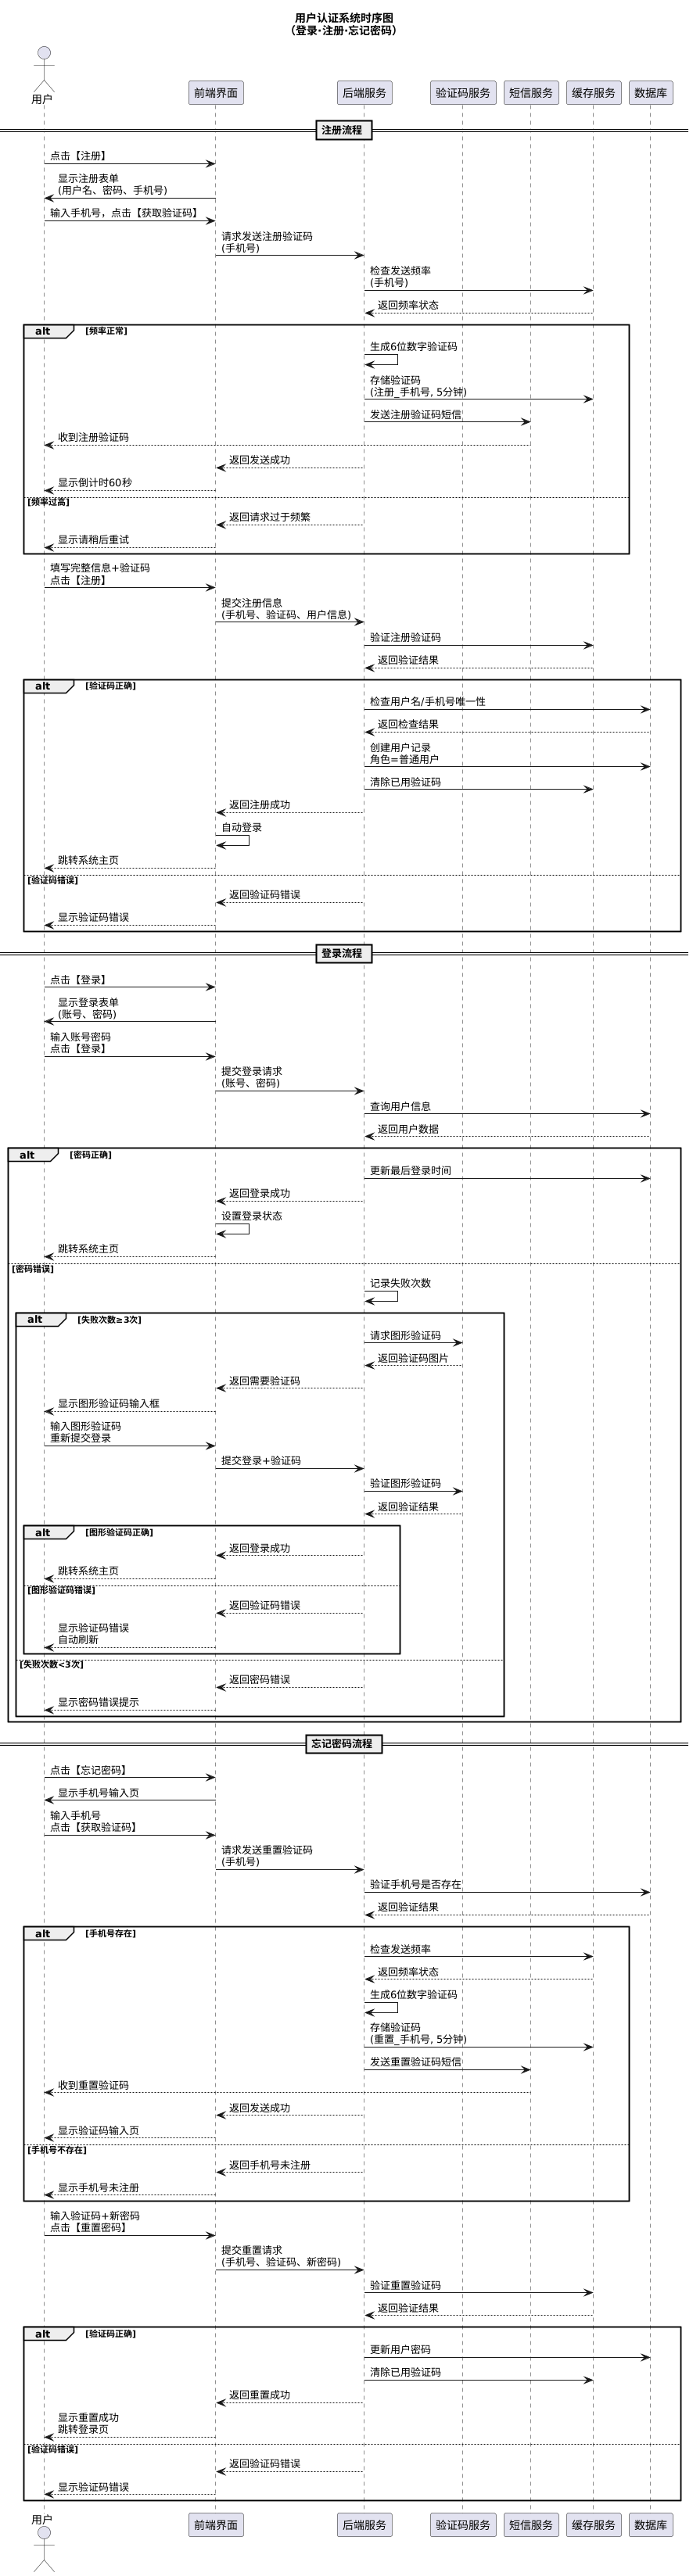 用户认证系统时序图
（登录·注册·忘记密码）
用户
前端界面
后端服务
验证码服务
短信服务
缓存服务
数据库
注册流程
点击【注册】
显示注册表单
(用户名、密码、手机号)
输入手机号，点击【获取验证码】
请求发送注册验证码
(手机号)
检查发送频率
(手机号)
返回频率状态
alt [频率正常]
生成6位数字验证码
存储验证码
(注册_手机号, 5分钟)
发送注册验证码短信
收到注册验证码
返回发送成功
显示倒计时60秒
[频率过高]
返回请求过于频繁
显示请稍后重试
填写完整信息+验证码
点击【注册】
提交注册信息
(手机号、验证码、用户信息)
验证注册验证码
返回验证结果
alt [验证码正确]
检查用户名/手机号唯一性
返回检查结果
创建用户记录
角色=普通用户
清除已用验证码
返回注册成功
自动登录
跳转系统主页
[验证码错误]
返回验证码错误
显示验证码错误
登录流程
点击【登录】
显示登录表单
(账号、密码)
输入账号密码
点击【登录】
提交登录请求
(账号、密码)
查询用户信息
返回用户数据
alt [密码正确]
更新最后登录时间
返回登录成功
设置登录状态
跳转系统主页
[密码错误]
记录失败次数
alt [失败次数≥3次]
请求图形验证码
返回验证码图片
返回需要验证码
显示图形验证码输入框
输入图形验证码
重新提交登录
提交登录+验证码
验证图形验证码
返回验证结果
alt [图形验证码正确]
返回登录成功
跳转系统主页
[图形验证码错误]
返回验证码错误
显示验证码错误
自动刷新
[失败次数<3次]
返回密码错误
显示密码错误提示
忘记密码流程
点击【忘记密码】
显示手机号输入页
输入手机号
点击【获取验证码】
请求发送重置验证码
(手机号)
验证手机号是否存在
返回验证结果
alt [手机号存在]
检查发送频率
返回频率状态
生成6位数字验证码
存储验证码
(重置_手机号, 5分钟)
发送重置验证码短信
收到重置验证码
返回发送成功
显示验证码输入页
[手机号不存在]
返回手机号未注册
显示手机号未注册
输入验证码+新密码
点击【重置密码】
提交重置请求
(手机号、验证码、新密码)
验证重置验证码
返回验证结果
alt [验证码正确]
更新用户密码
清除已用验证码
返回重置成功
显示重置成功
跳转登录页
[验证码错误]
返回验证码错误
显示验证码错误
用户
前端界面
后端服务
验证码服务
短信服务
缓存服务
数据库